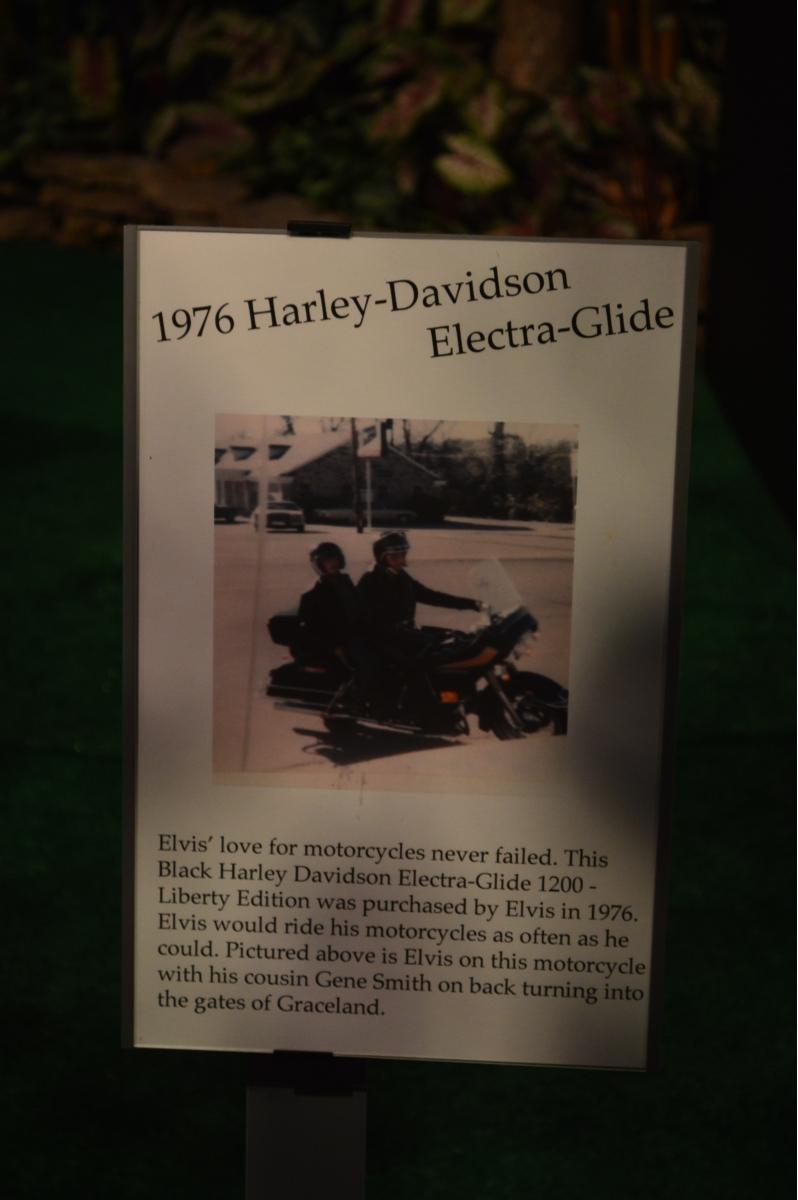 1976 Harley-Davidson
Electra-Glide
Elvis' love for motorcycles never failed. This
Black Harley Davidson Electra-Glide 1200 -
Liberty Edition was purchased by Elvis in 1976.
Elvis would ride his motorcycles as often as he
could. Pictured above is Elvis on this motorcycle
with his cousin Gene Smith on back turning into
the gates of Graceland.